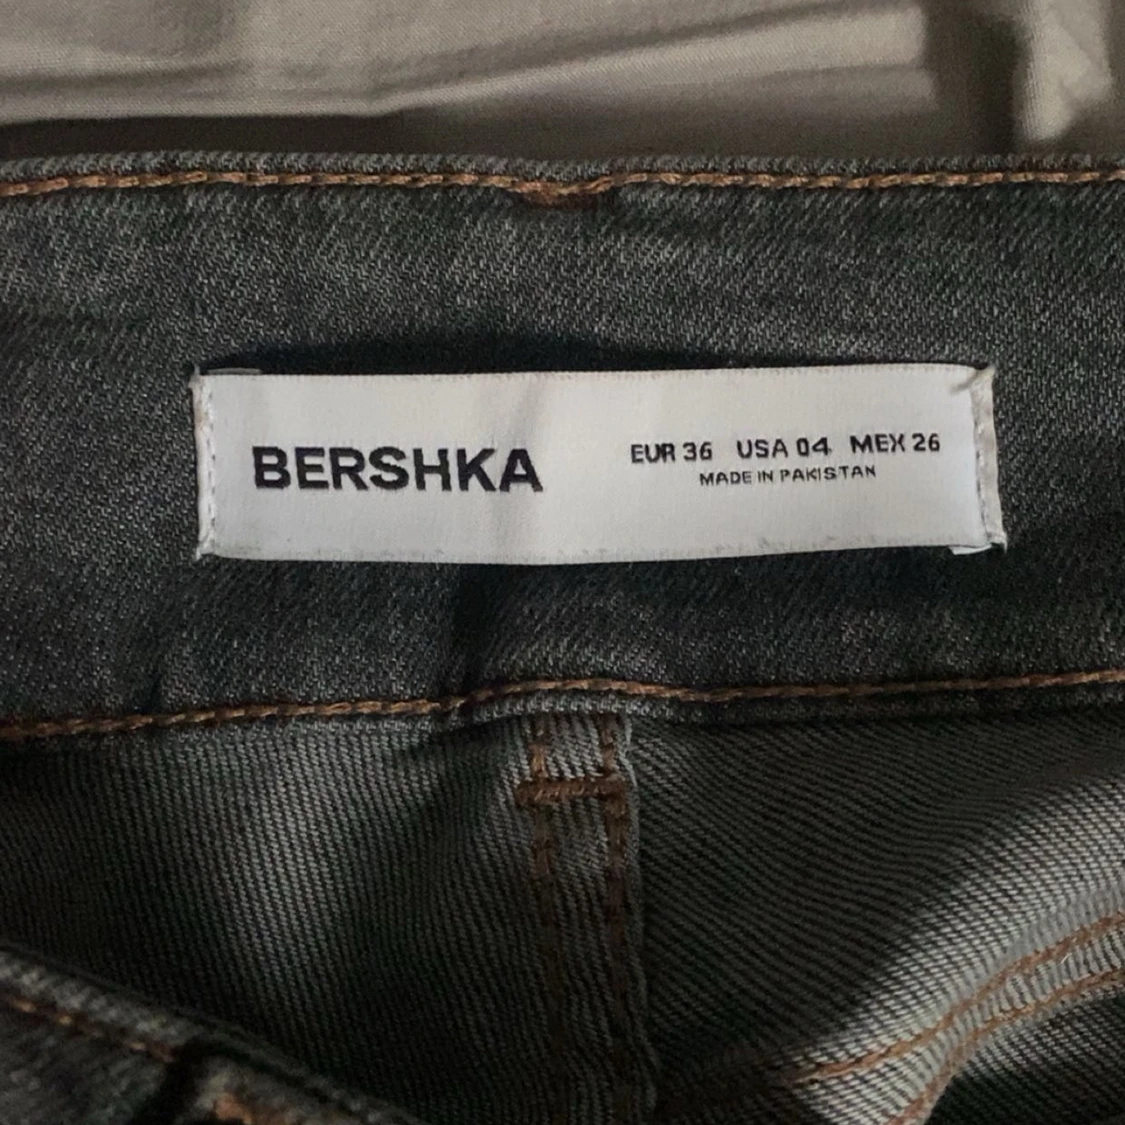 BERSHKA
EUR 36 USA 04 MEX 26
MADE IN PAKISTAN